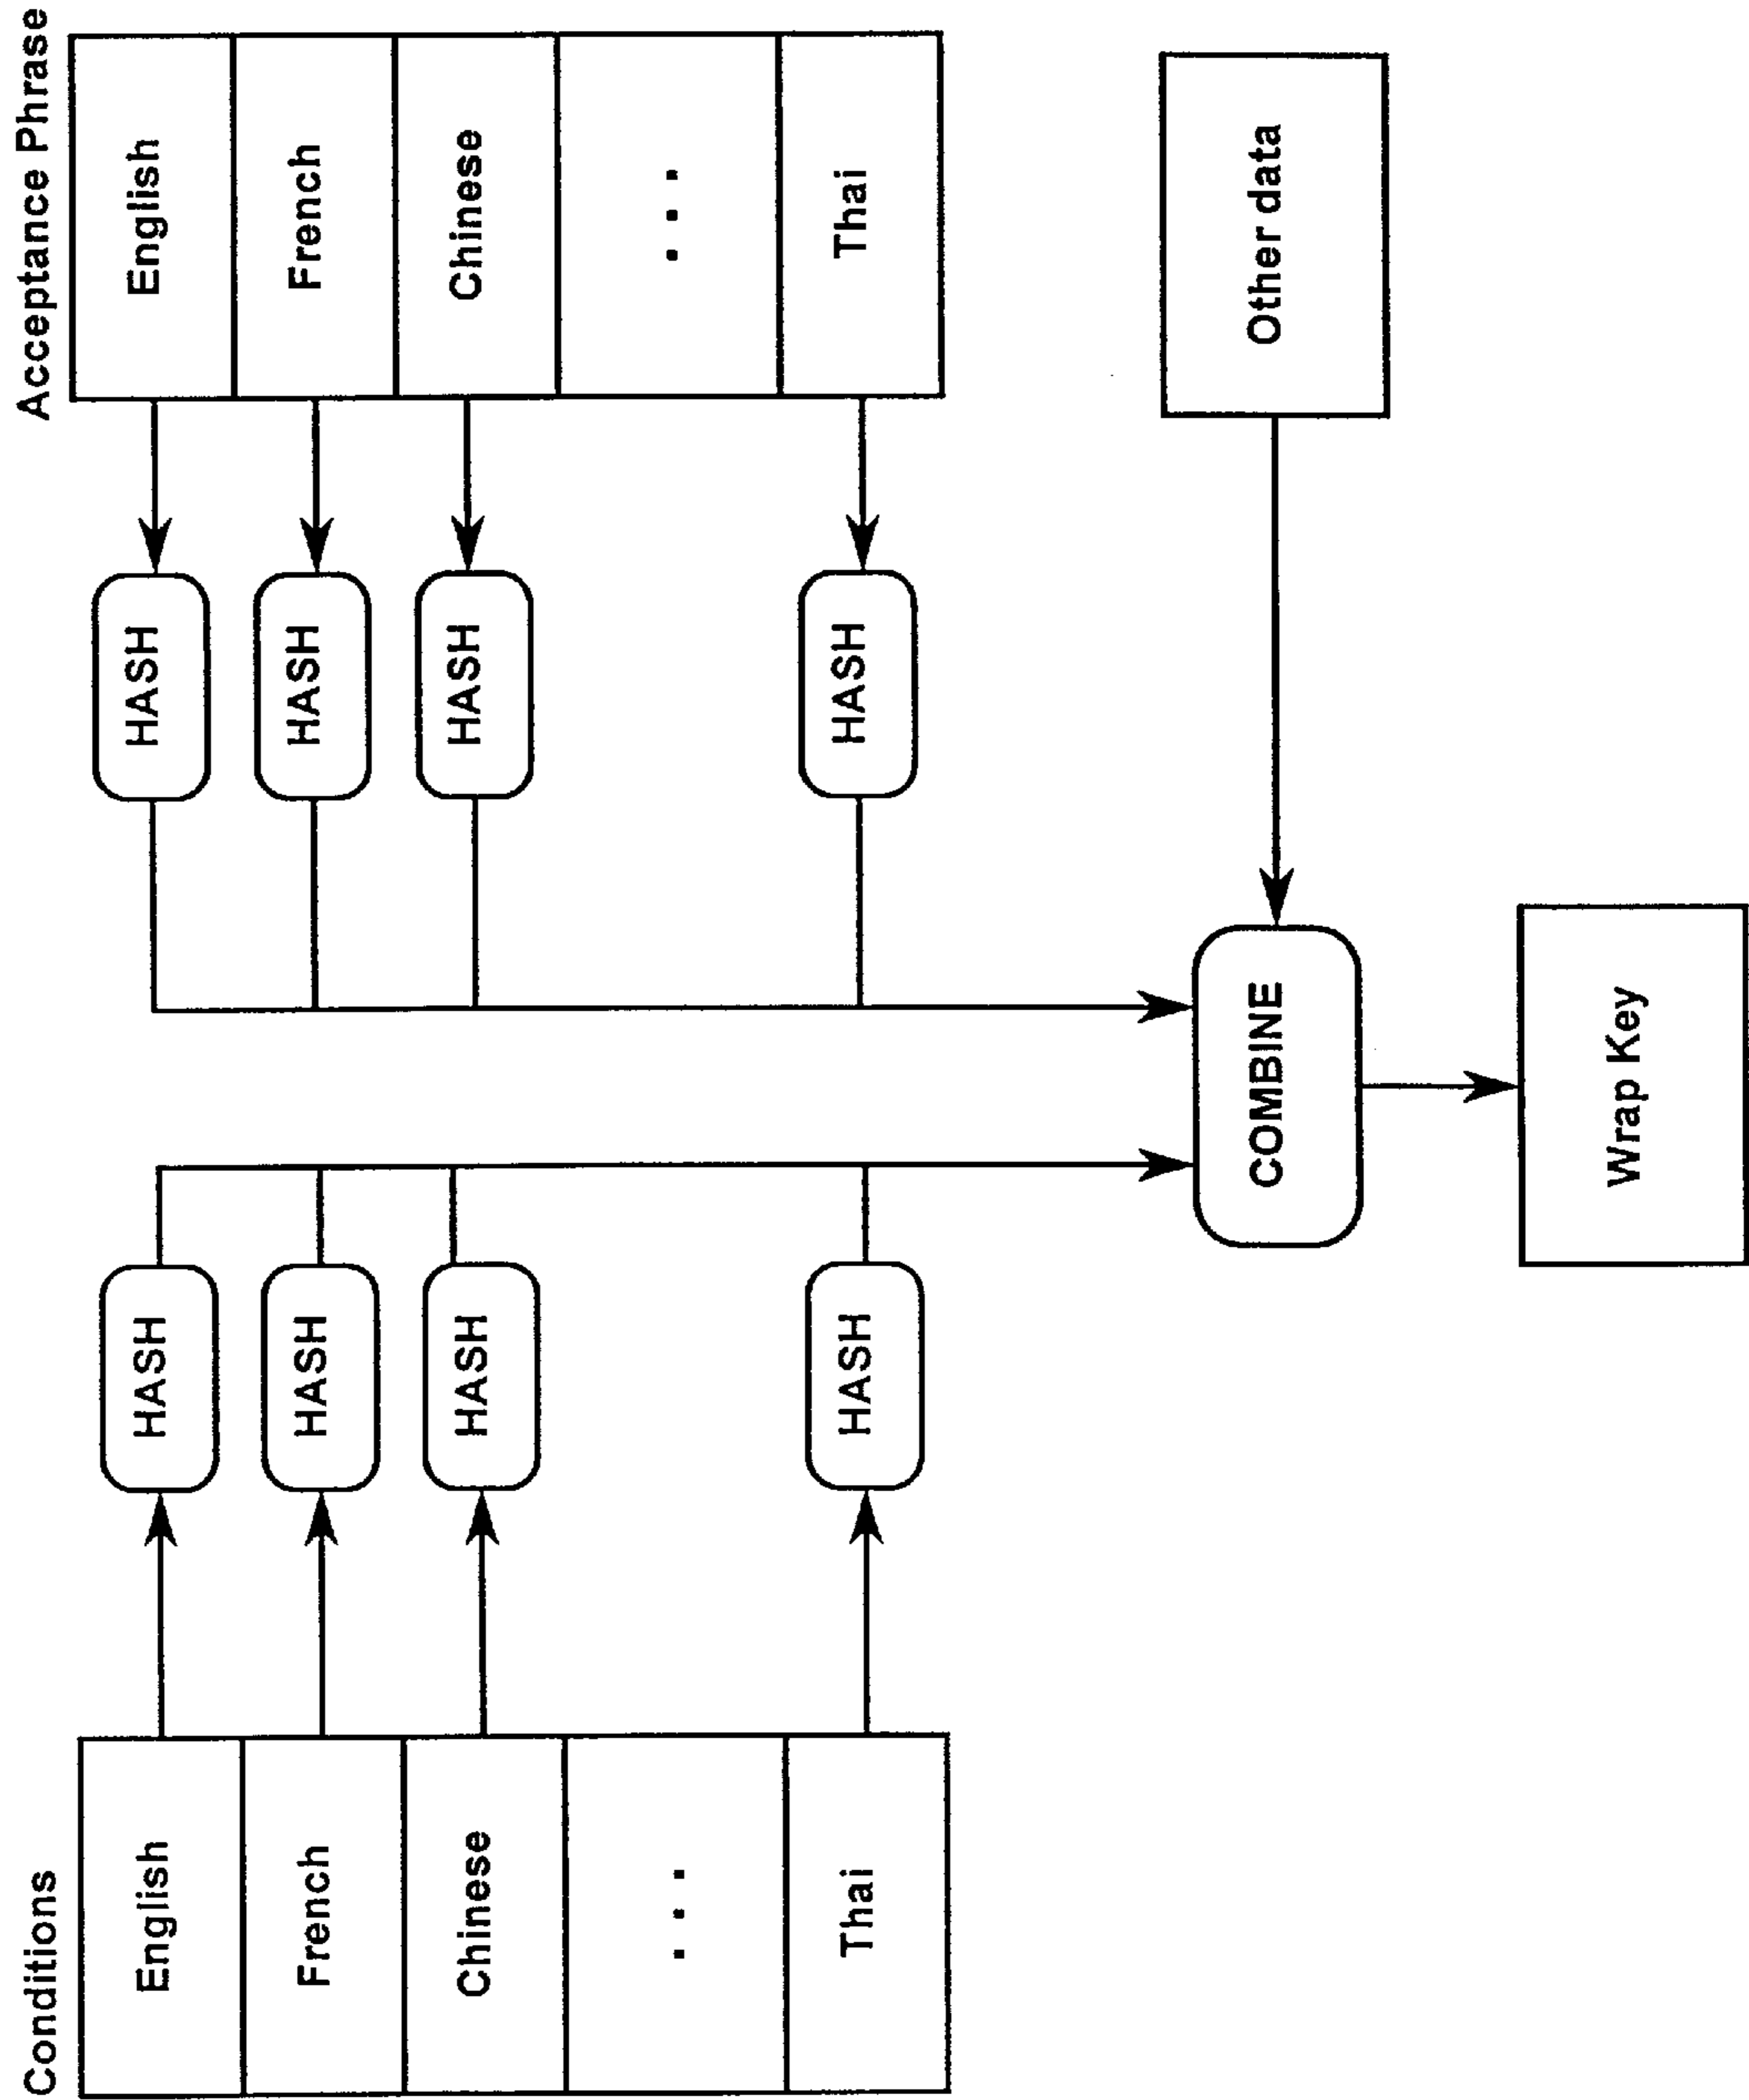 Conditions
English
French
Chinese
...
Thai
HASH
HASH
HASH
HASH
Acceptance Phrase
English
French
Chinese
...
Thai
HASH
HASH
HASH
HASH
COMBINE
Other data
Wrap Key